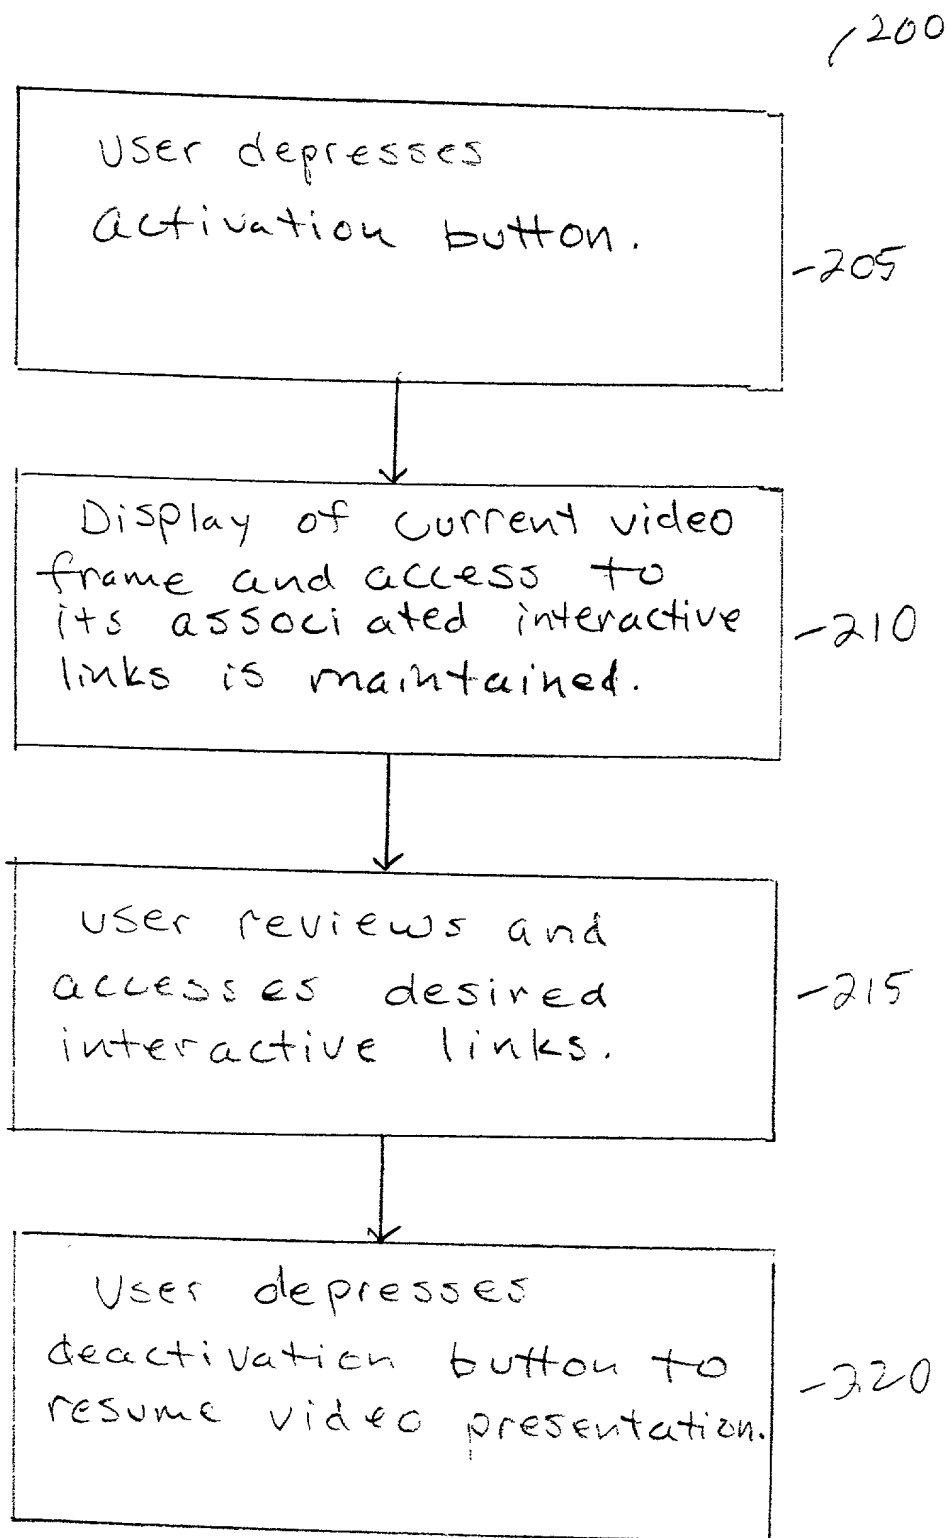 200
User depresses
activation button.
-205
Display of current video
frame and access to
its associated interactive
links is maintained.
-210
user reviews and
accesses desired
interactive links.
-215
User depresses
deactivation button to
resume video presentation.
-220